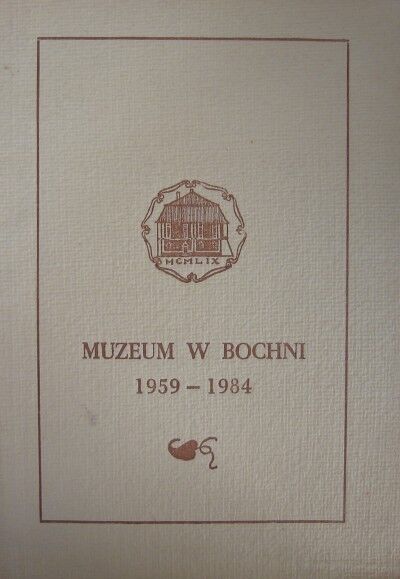 MCMLIX
MUZEUM W BOCHNI
1959 – 1984